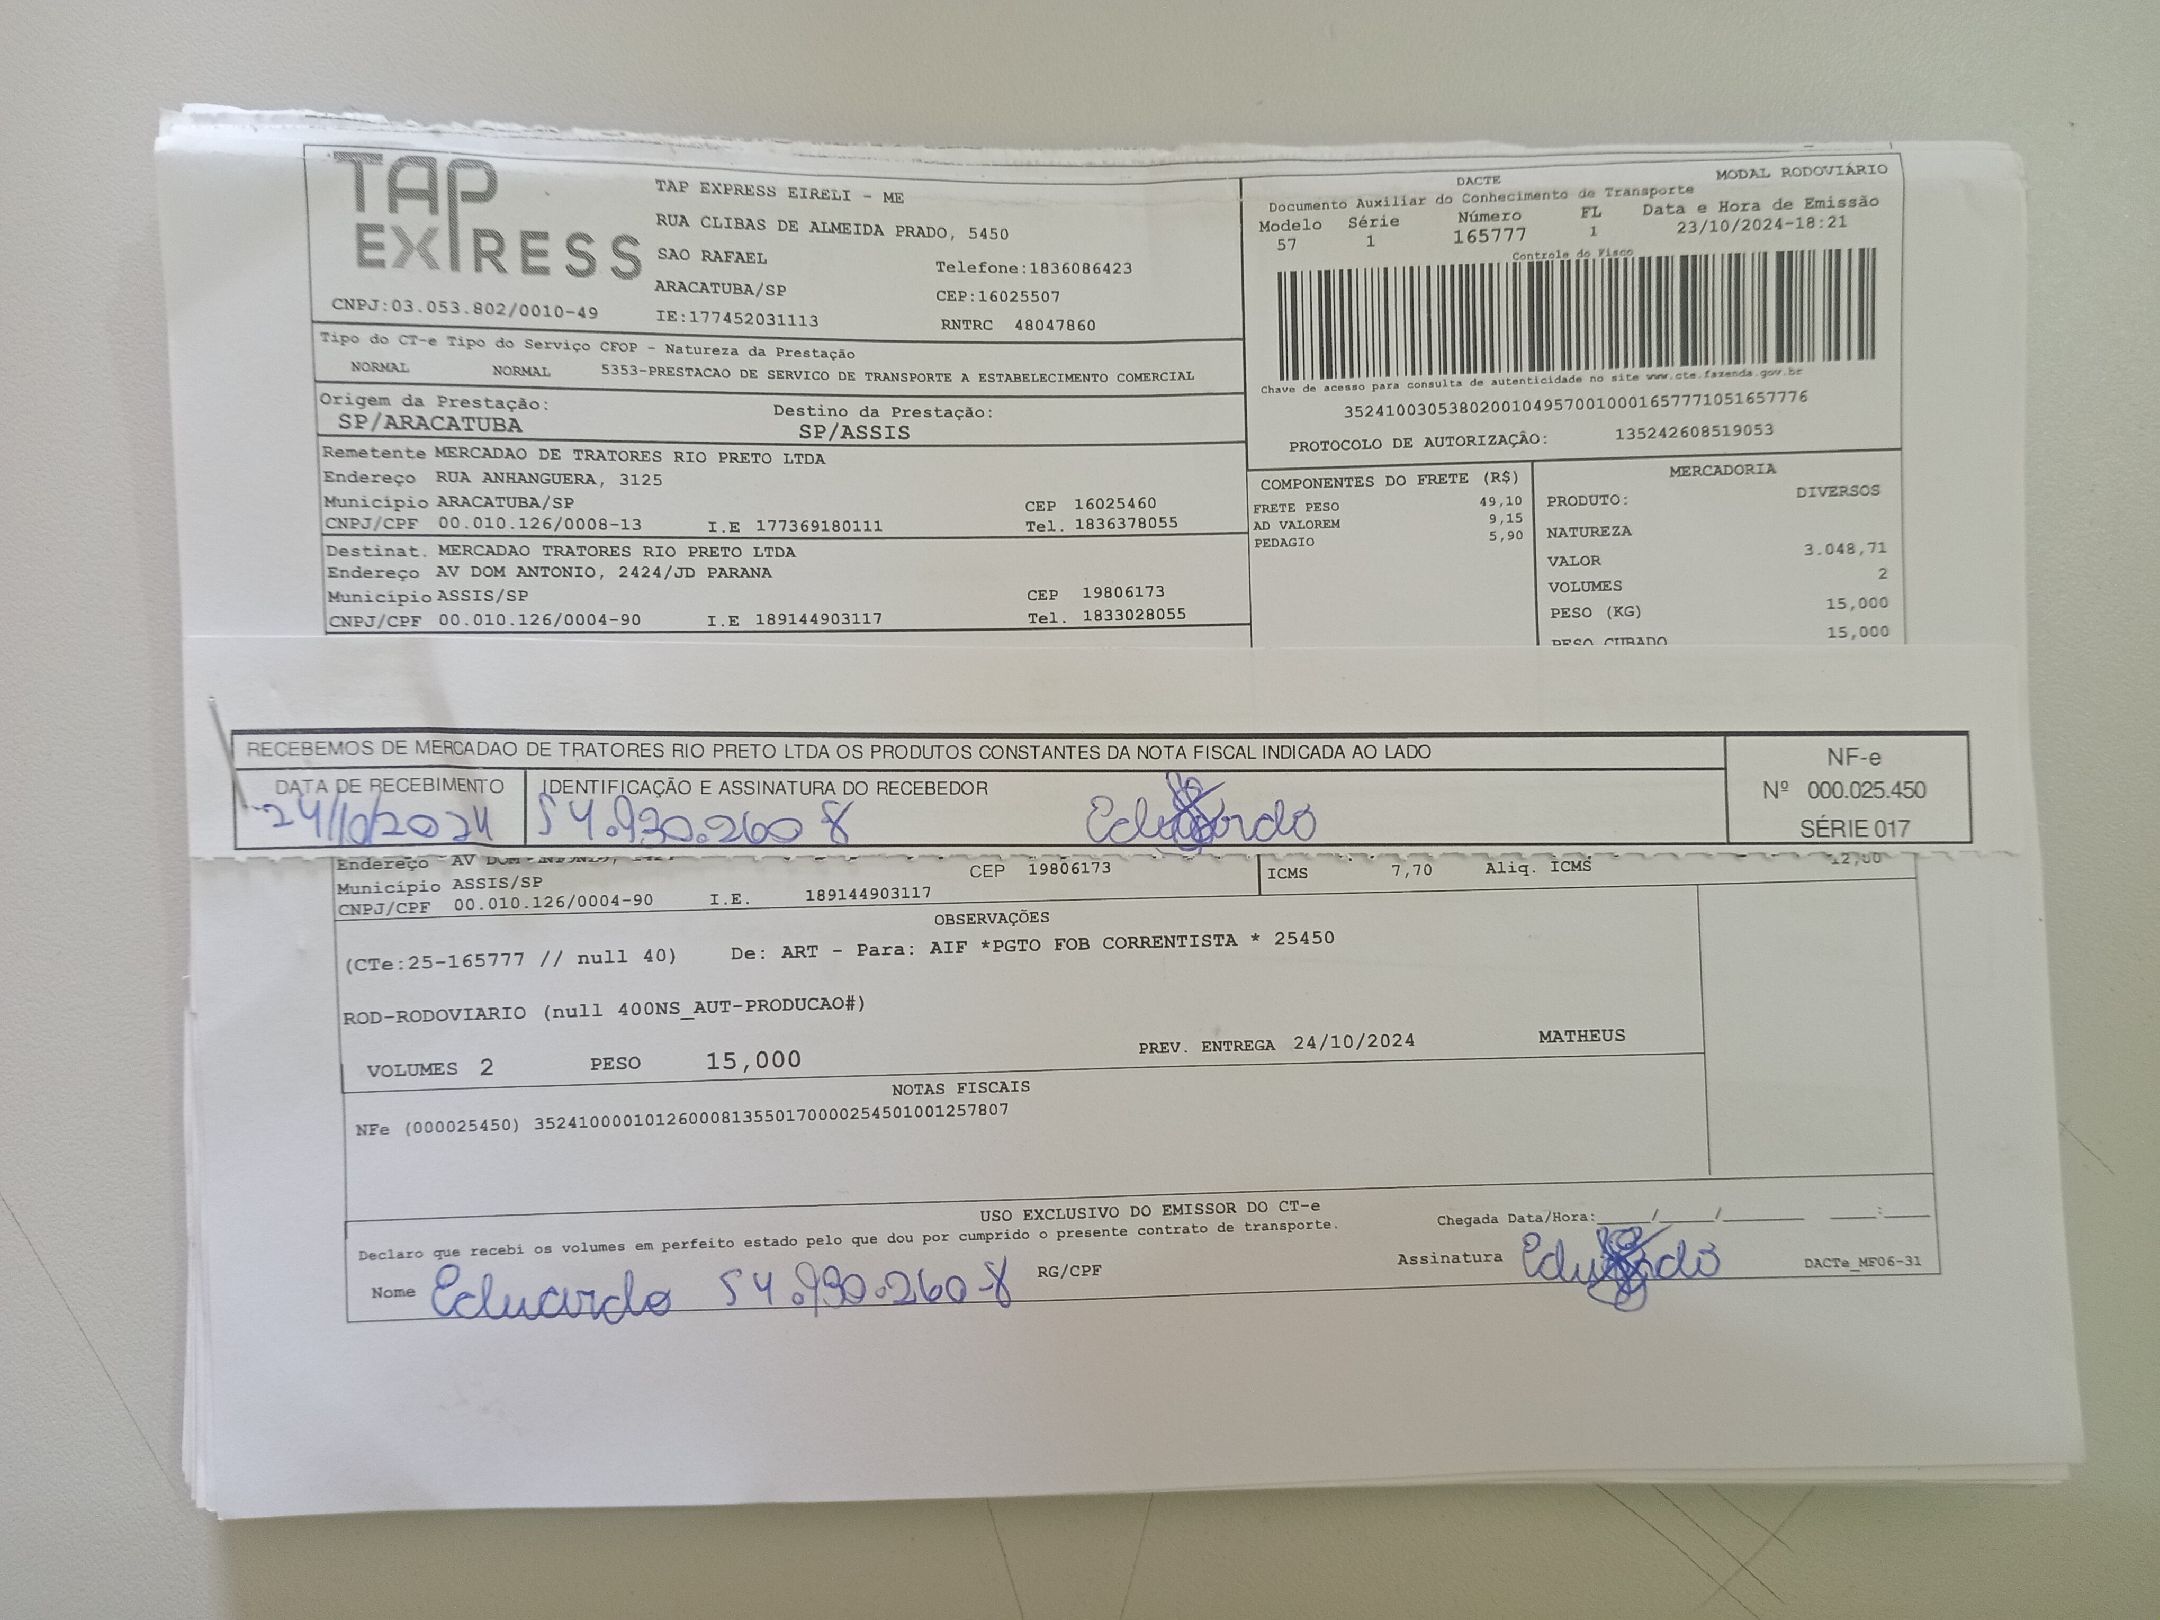 TAP EXPRESS
TAP EXPRESS EIRELI - ME
RUA CLIBAS DE ALMEIDA PRADO, 5450
SAO RAFAEL Telefone:1836086423
ARACATUBA/SP CEP:16025507
CNPJ:03.053.802/0010-49 IE:177452031113 RNTRC 48047860
DACTE MODAL RODOVIÁRIO
Documento Auxiliar do Conhecimento de Transporte
Modelo Série Número FL Data e Hora de Emissão
57 1 165777 1 23/10/2024-18:21
Controle do Fisco
Chave de acesso para consulta de autenticidade no site www.cte.fazenda.gov.br
35241003053802001049570010001657771051657776
PROTOCOLO DE AUTORIZAÇÃO: 135242608519053
Tipo do CT-e Tipo do Serviço CFOP - Natureza da Prestação
NORMAL NORMAL 5353-PRESTACAO DE SERVICO DE TRANSPORTE A ESTABELECIMENTO COMERCIAL
Origem da Prestação: Destino da Prestação:
SP/ARACATUBA SP/ASSIS
Remetente MERCADAO DE TRATORES RIO PRETO LTDA
Endereço RUA ANHANGUERA, 3125
Município ARACATUBA/SP CEP 16025460
CNPJ/CPF 00.010.126/0008-13 I.E 177369180111 Tel. 1836378055
Destinat. MERCADAO TRATORES RIO PRETO LTDA
Endereço AV DOM ANTONIO, 2424/JD PARANA
Município ASSIS/SP CEP 19806173
CNPJ/CPF 00.010.126/0004-90 I.E 189144903117 Tel. 1833028055
COMPONENTES DO FRETE (R$)
FRETE PESO 49,10
AD VALOREM 9,15
PEDAGIO 5,90
MERCADORIA
PRODUTO: DIVERSOS
NATUREZA
VALOR 3.048,71
VOLUMES 2
PESO (KG) 15,000
PESO CUBADO 15,000
RECEBEMOS DE MERCADAO DE TRATORES RIO PRETO LTDA OS PRODUTOS CONSTANTES DA NOTA FISCAL INDICADA AO LADO
DATA DE RECEBIMENTO IDENTIFICAÇÃO E ASSINATURA DO RECEBEDOR
24/10/2024 54.930.260 8 Eduardo
NF-e
Nº 000.025.450
SÉRIE 017
Endereço AV DOM
Município ASSIS/SP CEP 19806173
CNPJ/CPF 00.010.126/0004-90 I.E. 189144903117
ICMS 7,70 Aliq. ICMS 12,00
OBSERVAÇÕES
(CTe:25-165777 // null 40) De: ART - Para: AIF *PGTO FOB CORRENTISTA * 25450
ROD-RODOVIARIO (null 400NS_AUT-PRODUCAO#)
VOLUMES 2 PESO 15,000 PREV. ENTREGA 24/10/2024 MATHEUS
NOTAS FISCAIS
NFe (000025450) 35241000010126000813550170000254501001257807
USO EXCLUSIVO DO EMISSOR DO CT-e
Declaro que recebi os volumes em perfeito estado pelo que dou por cumprido o presente contrato de transporte.
Chegada Data/Hora:____/____/______ ____:____
Nome Eduardo 54.930.260-8 RG/CPF Assinatura Eduardo DACTe_MF06-31